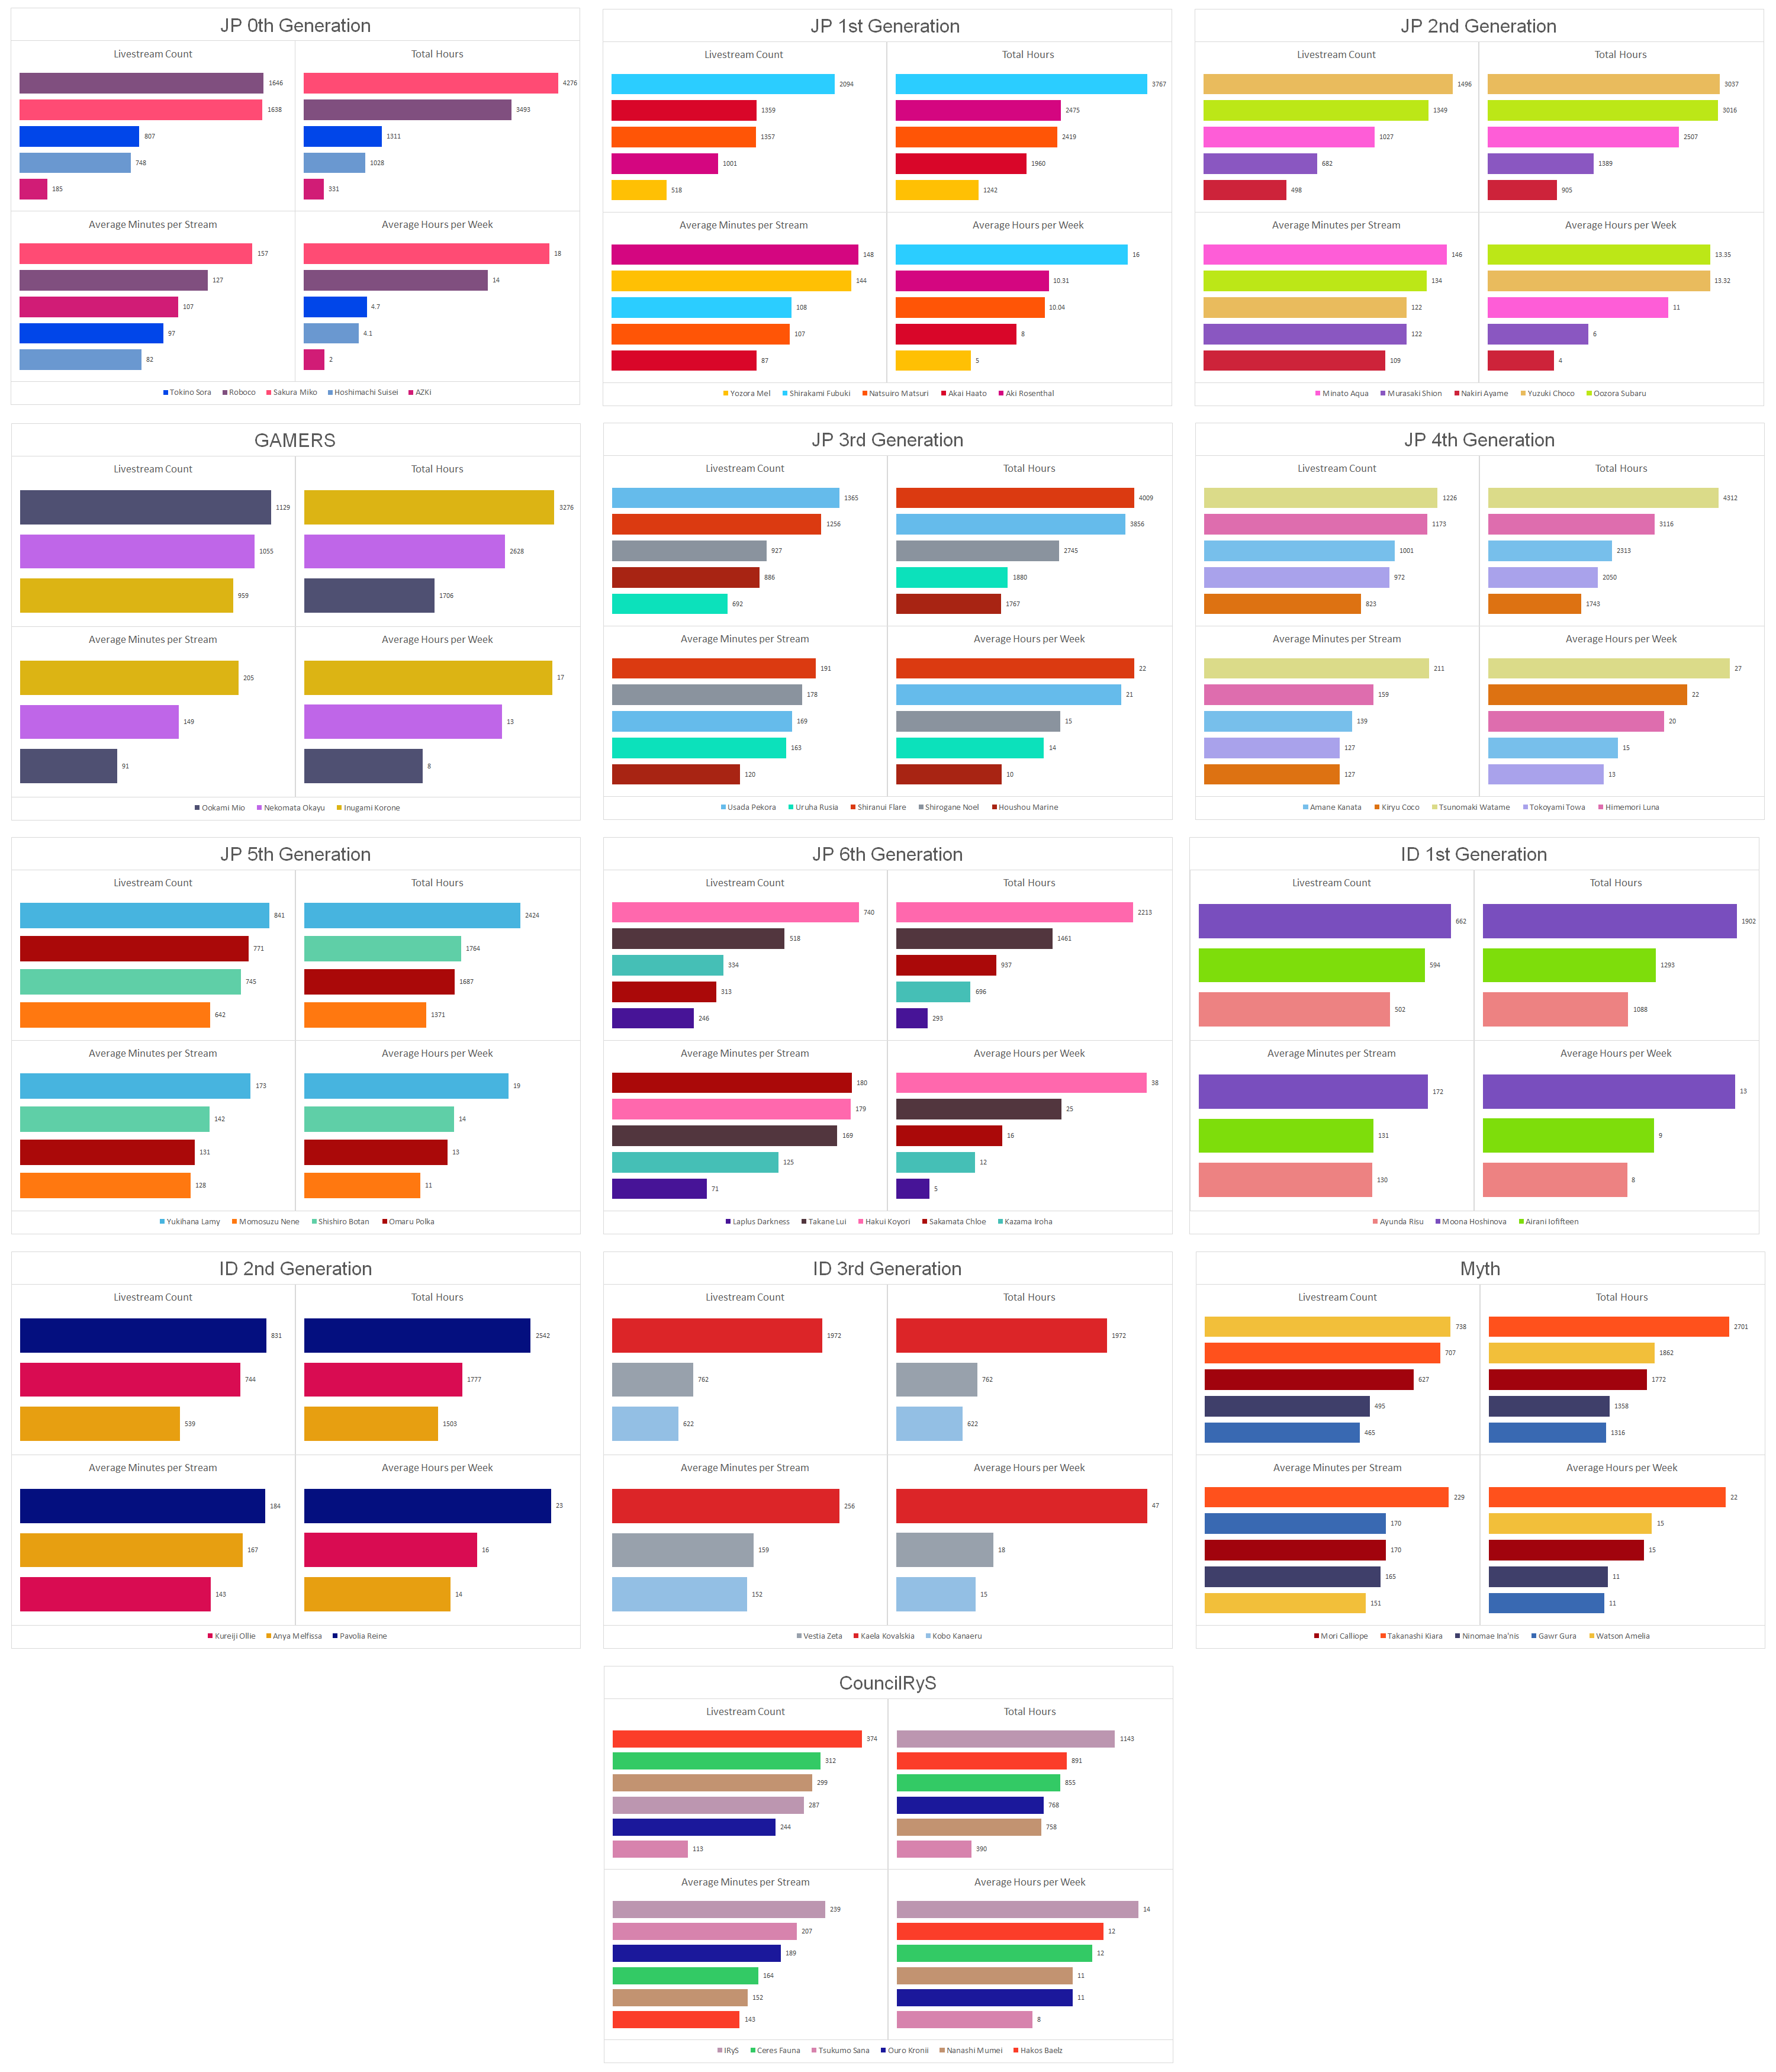 JP 0th Generation
Livestream Count
1646
1638
807
748
185
Total Hours
4276
3493
1311
1028
331
Average Minutes per Stream
157
127
107
97
82
Average Hours per Week
18
14
4.7
4.1
2
Tokino Sora Roboco Sakura Miko Hoshimachi Suisei AZKi
JP 1st Generation
Livestream Count
2094
1359
1357
1001
518
Total Hours
3767
2475
2419
1960
1242
Average Minutes per Stream
148
144
108
107
87
Average Hours per Week
16
10.31
10.04
8
5
Yozora Mel Shirakami Fubuki Natsuiro Matsuri Akai Haato Aki Rosenthal
JP 2nd Generation
Livestream Count
1496
1349
1027
682
498
Total Hours
3037
3016
2507
1389
905
Average Minutes per Stream
146
134
122
122
109
Average Hours per Week
13.35
13.32
11
6
4
Minato Aqua Murasaki Shion Nakiri Ayame Yuzuki Choco Oozora Subaru
GAMERS
Livestream Count
1129
1055
959
Total Hours
3276
2628
1706
Average Minutes per Stream
205
149
91
Average Hours per Week
17
13
8
Ookami Mio Nekomata Okayu Inugami Korone
JP 3rd Generation
Livestream Count
1365
1256
927
886
692
Total Hours
4009
3856
2745
1880
1767
Average Minutes per Stream
191
178
169
163
120
Average Hours per Week
22
21
15
14
10
Usada Pekora Uruha Rusia Shiranui Flare Shirogane Noel Houshou Marine
JP 4th Generation
Livestream Count
1226
1173
1001
972
823
Total Hours
4312
3116
2313
2050
1743
Average Minutes per Stream
211
159
139
127
127
Average Hours per Week
27
22
20
15
13
Amane Kanata Kiryu Coco Tsunomaki Watame Tokoyami Towa Himemori Luna
JP 5th Generation
Livestream Count
841
771
745
642
Total Hours
2424
1764
1687
1371
Average Minutes per Stream
173
142
131
128
Average Hours per Week
19
14
13
11
Yukihana Lamy Momosuzu Nene Shishiro Botan Omaru Polka
JP 6th Generation
Livestream Count
740
518
334
313
246
Total Hours
2213
1461
937
696
293
Average Minutes per Stream
180
179
169
125
71
Average Hours per Week
38
25
16
12
5
Laplus Darkness Takane Lui Hakui Koyori Sakamata Chloe Kazama Iroha
ID 1st Generation
Livestream Count
662
594
502
Total Hours
1902
1293
1088
Average Minutes per Stream
172
131
130
Average Hours per Week
13
9
8
Ayunda Risu Moona Hoshinova Airani Iofifteen
ID 2nd Generation
Livestream Count
831
744
539
Total Hours
2542
1777
1503
Average Minutes per Stream
184
167
143
Average Hours per Week
23
16
14
Kureiji Ollie Anya Melfissa Pavolia Reine
ID 3rd Generation
Livestream Count
1972
762
622
Total Hours
1972
762
622
Average Minutes per Stream
256
159
152
Average Hours per Week
47
18
15
Vestia Zeta Kaela Kovalskia Kobo Kanaeru
Myth
Livestream Count
738
707
627
495
465
Total Hours
2701
1862
1772
1358
1316
Average Minutes per Stream
229
170
170
165
151
Average Hours per Week
22
15
15
11
11
Mori Calliope Takanashi Kiara Ninomae Ina'nis Gawr Gura Watson Amelia
CouncilRyS
Livestream Count
374
312
299
287
244
113
Total Hours
1143
891
855
768
758
390
Average Minutes per Stream
239
207
189
164
152
143
Average Hours per Week
14
12
12
11
11
8
IRyS Ceres Fauna Tsukumo Sana Ouro Kronii Nanashi Mumei Hakos Baelz